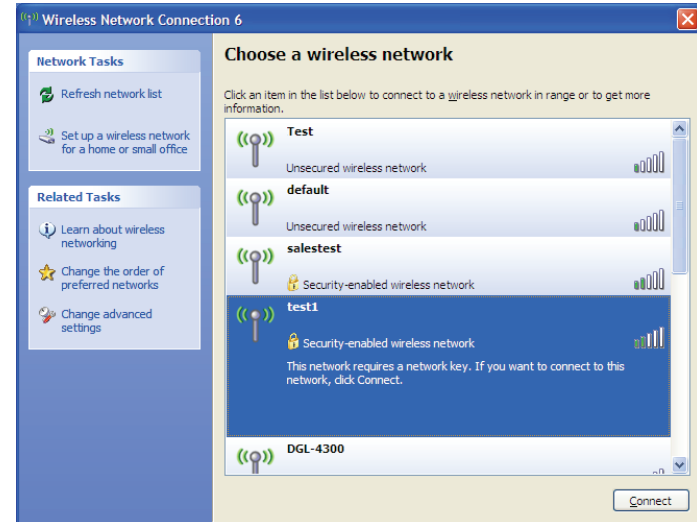 Wireless Network Connection 6
Network Tasks
Refresh network list
Set up a wireless network
for a home or small office
Related Tasks
Learn about wireless
networking
Change the order of
preferred networks
Change advanced
settings
Choose a wireless network
Click an item in the list below to connect to a wireless network in range or to get more
information.
Test
Unsecured wireless network
default
Unsecured wireless network
salestest
Security-enabled wireless network
test1
Security-enabled wireless network
This network requires a network key. If you want to connect to this
network, click Connect.
DGL-4300
Connect